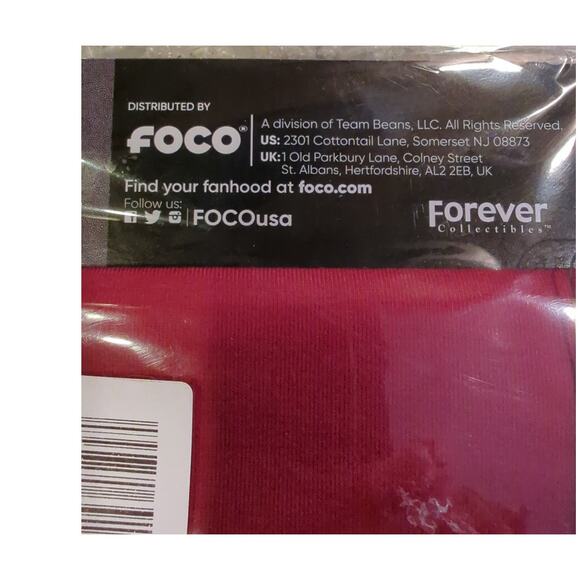 DISTRIBUTED BY
FOCO®
A division of Team Beans, LLC. All Rights Reserved.
US: 2301 Cottontail Lane, Somerset NJ 08873
UK: 1 Old Parkbury Lane, Colney Street
St. Albans, Hertfordshire, AL2 2EB, UK
Find your fanhood at foco.com
Follow us:
FOCOusa
Forever
Collectibles™